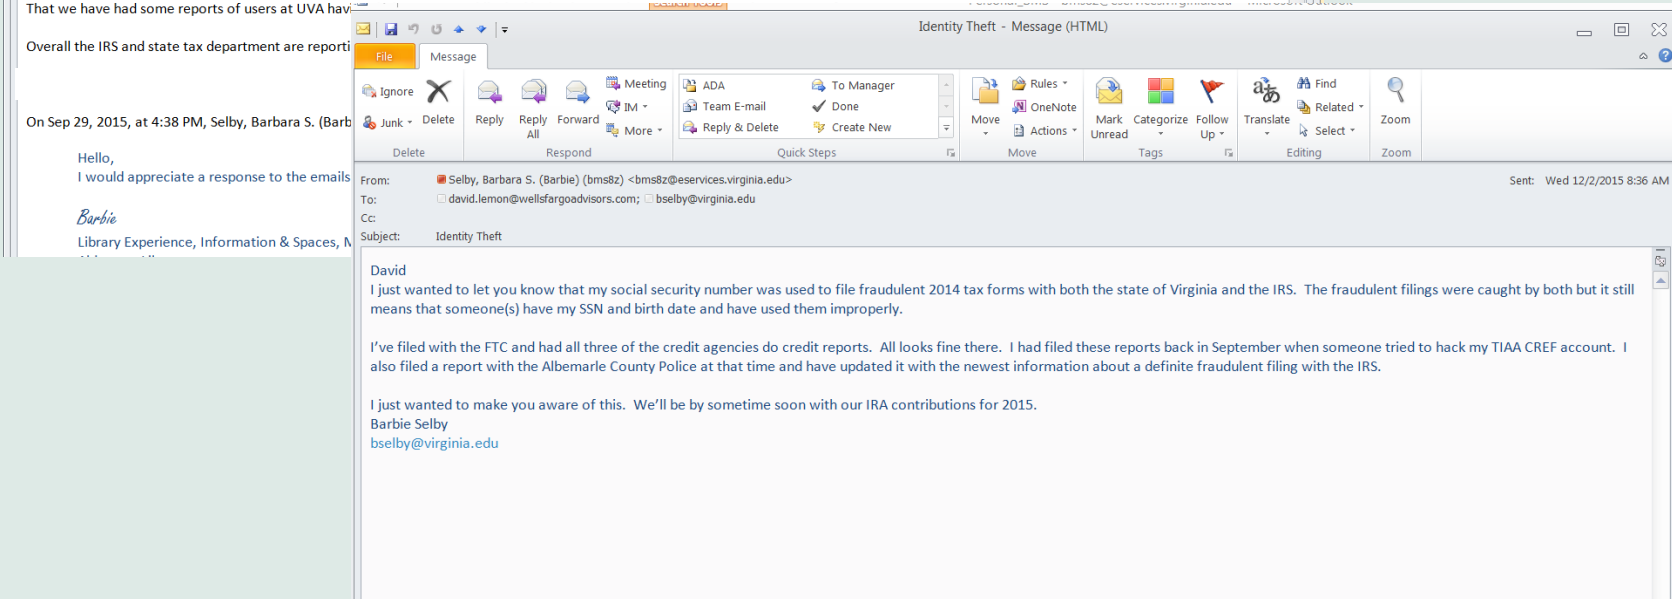 That we have had some reports of users at UVA hav
Overall the IRS and state tax department are reporti
On Sep 29, 2015, at 4:38 PM, Selby, Barbara S. (Barb
Hello,
I would appreciate a response to the emails
Barbie
Library Experience, Information & Spaces, M
Identity Theft - Message (HTML)
File Message
Ignore
Junk
Delete
Delete
Reply
Reply All
Forward
Meeting
IM
More
Respond
ADA
Team E-mail
Reply & Delete
To Manager
Done
Create New
Quick Steps
Move
Rules
OneNote
Actions
Move
Mark Unread
Categorize
Follow Up
Tags
Translate
Find
Related
Select
Editing
Zoom
Zoom
From: Selby, Barbara S. (Barbie) (bms8z) <bms8z@eservices.virginia.edu>
Sent: Wed 12/2/2015 8:36 AM
To: david.lemon@wellsfargoadvisors.com; bselby@virginia.edu
Cc:
Subject: Identity Theft
David
I just wanted to let you know that my social security number was used to file fraudulent 2014 tax forms with both the state of Virginia and the IRS. The fraudulent filings were caught by both but it still
means that someone(s) have my SSN and birth date and have used them improperly.
I've filed with the FTC and had all three of the credit agencies do credit reports. All looks fine there. I had filed these reports back in September when someone tried to hack my TIAA CREF account. I
also filed a report with the Albemarle County Police at that time and have updated it with the newest information about a definite fraudulent filing with the IRS.
I just wanted to make you aware of this. We'll be by sometime soon with our IRA contributions for 2015.
Barbie Selby
bselby@virginia.edu